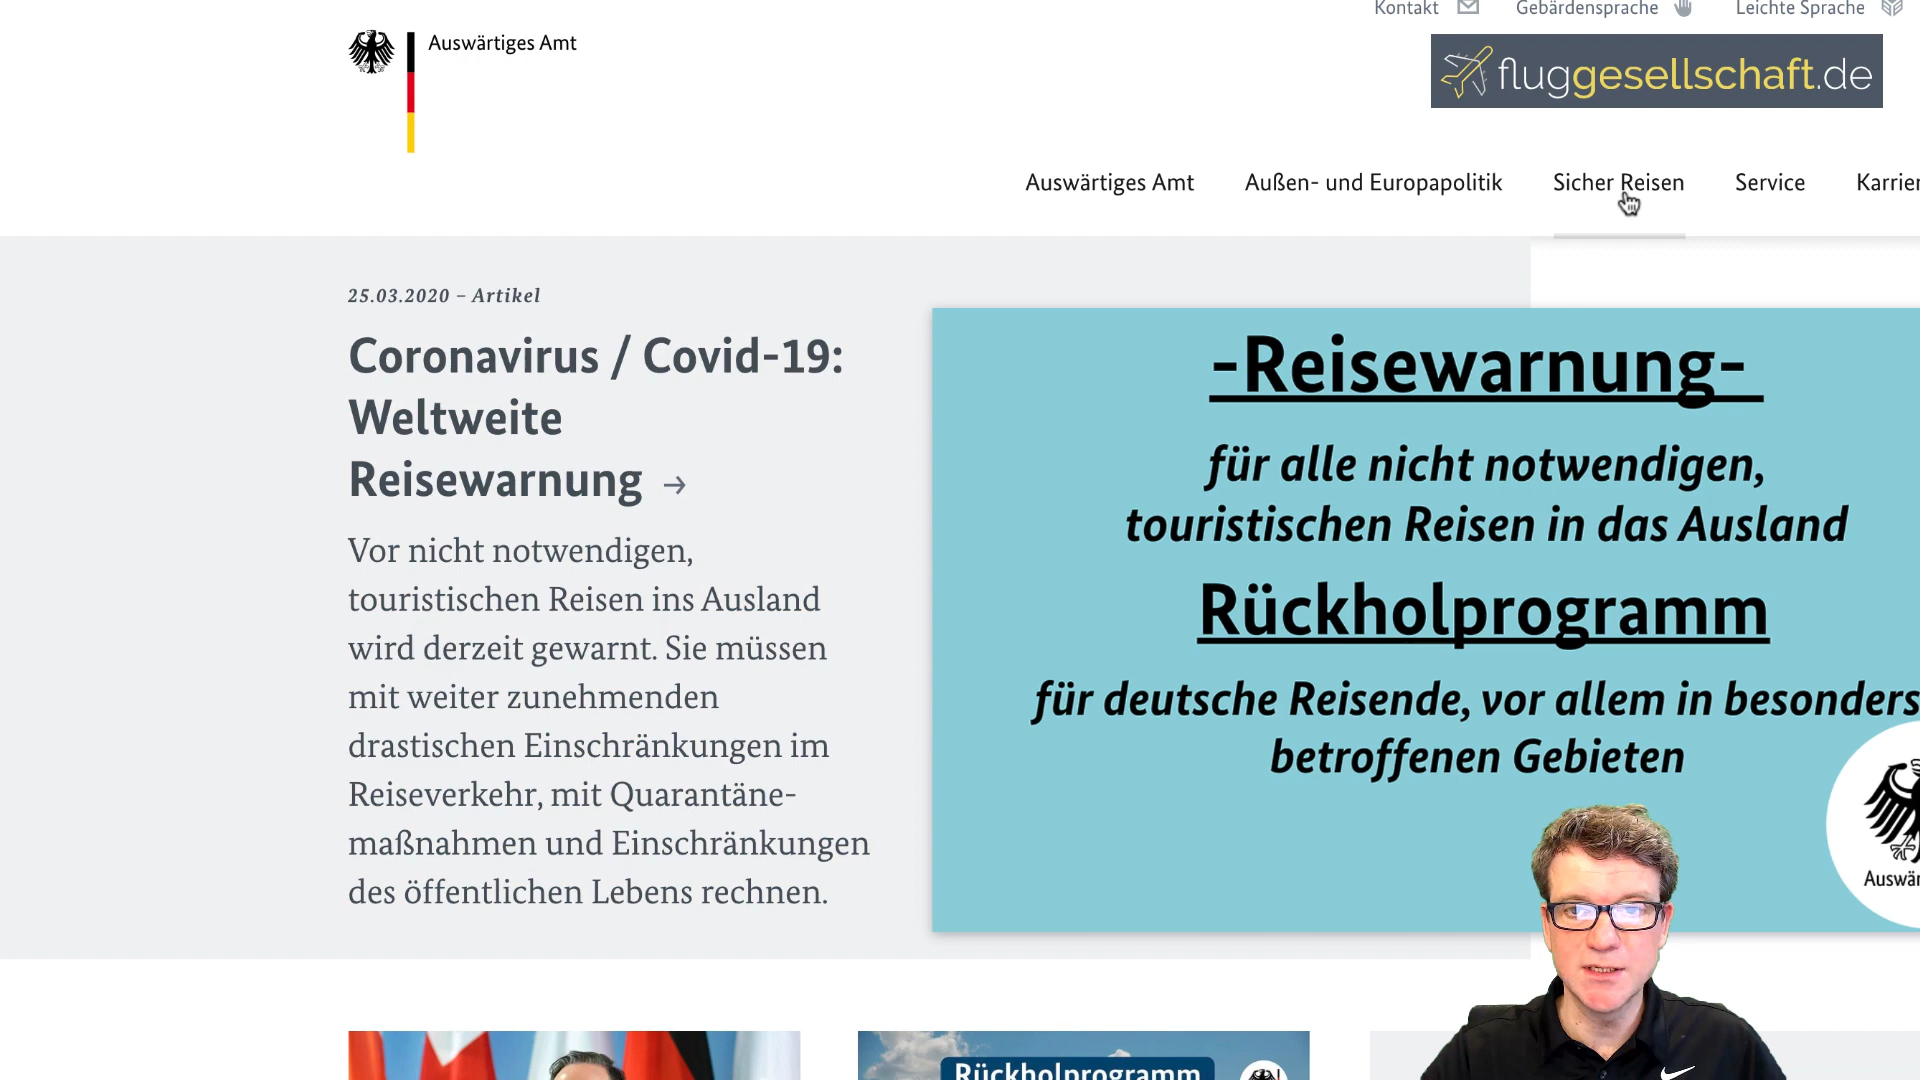 Kontakt
Gebärdensprache
Leichte Sprache
Auswärtiges Amt
fluggesellschaft.de
Auswärtiges Amt
Außen- und Europapolitik
Sicher Reisen
Service
25.03.2020 – Artikel
Coronavirus / Covid-19:
Weltweite
Reisewarnung →
Vor nicht notwendigen,
touristischen Reisen ins Ausland
wird derzeit gewarnt. Sie müssen
mit weiter zunehmenden
drastischen Einschränkungen im
Reiseverkehr, mit Quarantäne-
maßnahmen und Einschränkungen
des öffentlichen Lebens rechnen.
-Reisewarnung-
für alle nicht notwendigen,
touristischen Reisen in das Ausland
Rückholprogramm
für deutsche Reisende, vor allem in besonders
betroffenen Gebieten
Rückholprogramm